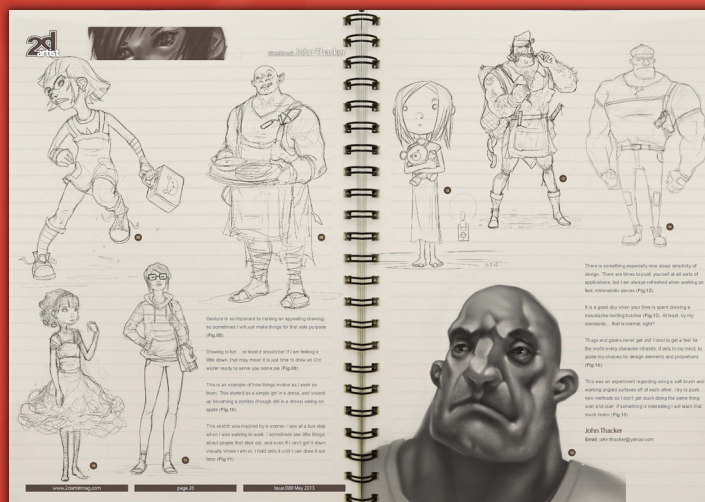 2d
artist
Sketchbook John Thacker
Gesture is so important to making an appealing drawing,
so sometimes I will just make things for that sole purpose
(Fig.08).
Drawing is fun ... or least it should be! If I am feeling a
little down, that may mean it is just time to draw an Orc
waiter ready to serve you some pie (Fig.09).
This is an example of how things evolve as I work on
them. This started as a simple girl in a dress, and wound
up becoming a zombie (though still in a dress) eating an
apple (Fig.10).
This sketch was inspired by a woman I saw at a bus stop
when I was walking to work. I sometimes see little things
about people that stick out, and even if I can't get it down
visually where I am at, I hold onto it until I can draw it out
later (Fig.11).
www.2dartistmag.com
page 26
Issue 089 May 2013
There is something especially nice about simplicity of
design. There are times to push yourself at all sorts of
applications, but I am always refreshed when working on
fast, minimalistic pieces (Fig.12).
It is a good day when your time is spent drawing a
moustache-twirling butcher (Fig.13). At least, by my
standards... that is normal, right?
Thugs and goons never get old! I tend to get a feel for
the world every character inhabits, if only in my mind, to
guide my choices for design elements and proportions
(Fig.14).
This was an experiment regarding using a soft brush and
working angled surfaces off of each other. I try to push
new methods so I don't get stuck doing the same thing
over and over. If something is interesting I will learn that
much faster (Fig.15).
John Thacker
Email: johnthacker@yahoo.com